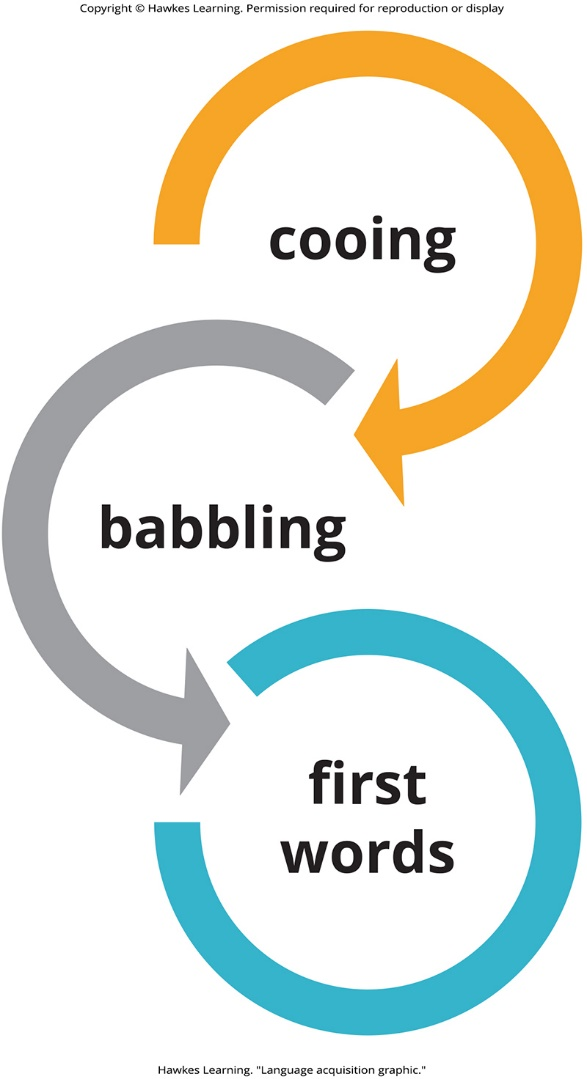 Copyright © Hawkes Learning. Permission required for reproduction or display
cooing
babbling
first
words
Hawkes Learning. "Language acquisition graphic."